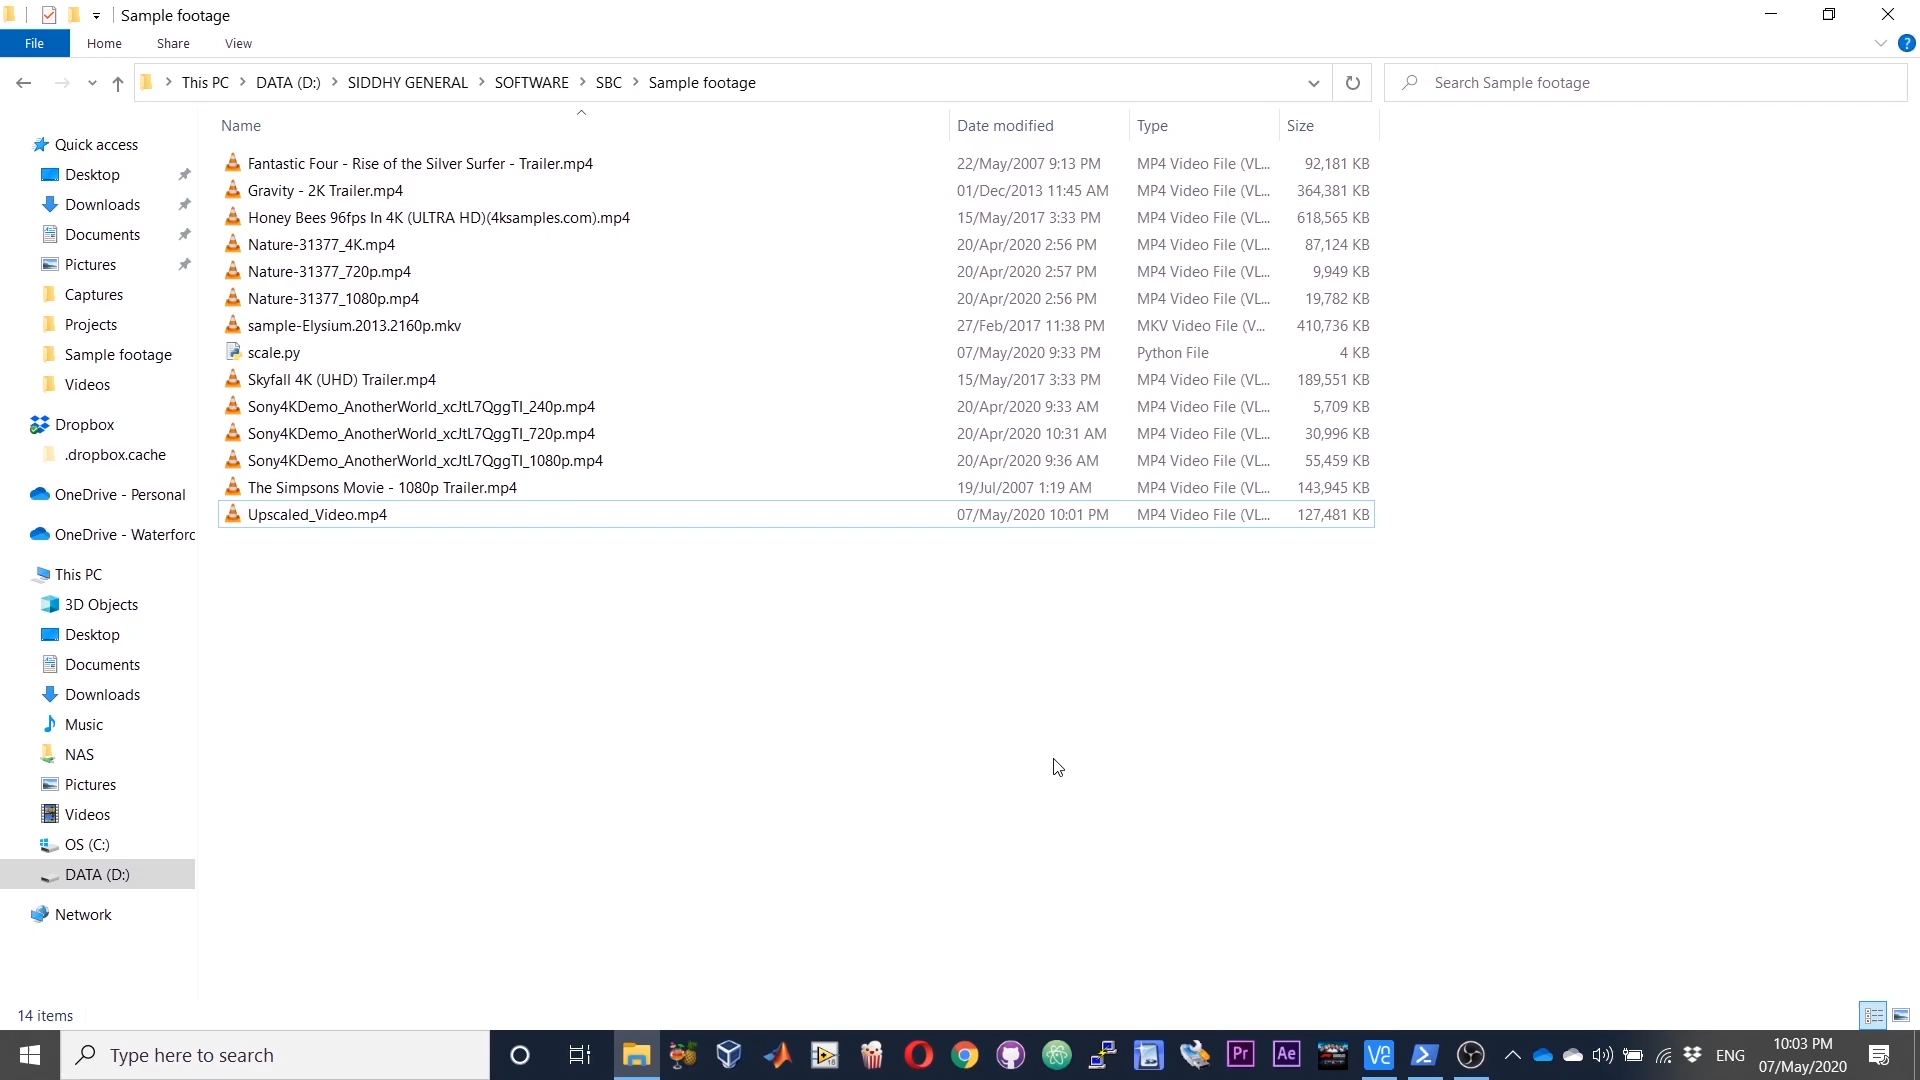 Sample footage
File Home Share View
This PC > DATA (D:) > SIDDHY GENERAL > SOFTWARE > SBC > Sample footage
Search Sample footage
Name Date modified Type Size
Quick access
Desktop
Downloads
Documents
Pictures
Captures
Projects
Sample footage
Videos
Dropbox
.dropbox.cache
OneDrive - Personal
OneDrive - Waterford
This PC
3D Objects
Desktop
Documents
Downloads
Music
NAS
Pictures
Videos
OS (C:)
DATA (D:)
Network
Fantastic Four - Rise of the Silver Surfer - Trailer.mp4 22/May/2007 9:13 PM MP4 Video File (VL... 92,181 KB
Gravity - 2K Trailer.mp4 01/Dec/2013 11:45 AM MP4 Video File (VL... 364,381 KB
Honey Bees 96fps In 4K (ULTRA HD)(4ksamples.com).mp4 15/May/2017 3:33 PM MP4 Video File (VL... 618,565 KB
Nature-31377_4K.mp4 20/Apr/2020 2:56 PM MP4 Video File (VL... 87,124 KB
Nature-31377_720p.mp4 20/Apr/2020 2:57 PM MP4 Video File (VL... 9,949 KB
Nature-31377_1080p.mp4 20/Apr/2020 2:56 PM MP4 Video File (VL... 19,782 KB
sample-Elysium.2013.2160p.mkv 27/Feb/2017 11:38 PM MKV Video File (V... 410,736 KB
scale.py 07/May/2020 9:33 PM Python File 4 KB
Skyfall 4K (UHD) Trailer.mp4 15/May/2017 3:33 PM MP4 Video File (VL... 189,551 KB
Sony4KDemo_AnotherWorld_xcJtL7QggTI_240p.mp4 20/Apr/2020 9:33 AM MP4 Video File (VL... 5,709 KB
Sony4KDemo_AnotherWorld_xcJtL7QggTI_720p.mp4 20/Apr/2020 10:31 AM MP4 Video File (VL... 30,996 KB
Sony4KDemo_AnotherWorld_xcJtL7QggTI_1080p.mp4 20/Apr/2020 9:36 AM MP4 Video File (VL... 55,459 KB
The Simpsons Movie - 1080p Trailer.mp4 19/Jul/2007 1:19 AM MP4 Video File (VL... 143,945 KB
Upscaled_Video.mp4 07/May/2020 10:01 PM MP4 Video File (VL... 127,481 KB
14 items
Type here to search
Pr Ae
ENG
10:03 PM
07/May/2020